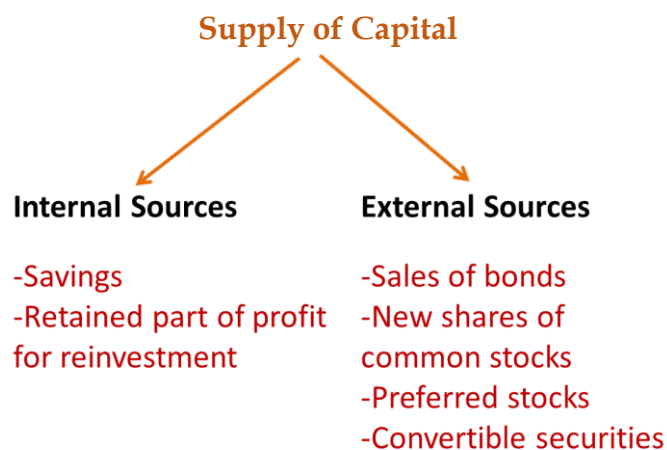 Supply of Capital
Internal Sources
-Savings
-Retained part of profit
for reinvestment
External Sources
-Sales of bonds
-New shares of
common stocks
-Preferred stocks
-Convertible securities